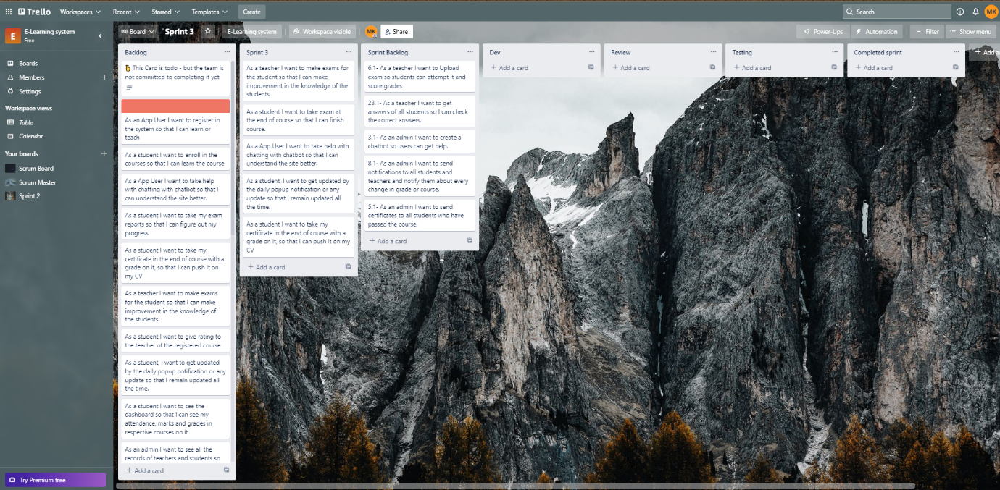 Trello
Workspaces
Recent
Starred
Templates
Create
Search
MK
E
E-Learning system
Free
Boards
Members
Settings
Workspace views
Table
Calendar
Your boards
Scrum Board
Scrum Master
Sprint 2
Try Premium free
Board
Sprint 3
E-Learning system
Workspace visible
MK
Share
Power-Ups
Automation
Filter
Show menu
Backlog
This Card is todo - but the team is
not committed to completing it yet
As an App User I want to register in
the system so that I can learn or
teach
As a student I want to enroll in the
courses so that I can learn the course
As a App User I want to take help
with chatting with chatbot so that I
can understand the site better.
As a student I want to take my exam
reports so that I can figure out my
progress
As a student I want to take my
certificate in the end of course with a
grade on it, so that I can push it on
my CV
As a teacher I want to make exams
for the student so that I can make
improvement in the knowledge of
the students
As a student I want to give rating to
the teacher of the registered course
As a student, I want to get updated
by the daily popup notification or any
update so that I remain updated all
the time.
As a student I want to see the
dashboard so that I can see my
attendance, marks and grades in
respective courses on it
As an admin I want to see all the
records of teachers and students so
+ Add a card
Sprint 3
As a teacher I want to make exams for
the student so that I can make
improvement in the knowledge of the
students
As a student I want to take exam at
the end of course so that I can finish
course.
As a App User I want to take help with
chatting with chatbot so that I can
understand the site better.
As a student, I want to get updated by
the daily popup notification or any
update so that I remain updated all
the time.
As a student I want to take my
certificate in the end of course with a
grade on it, so that I can push it on my
CV
+ Add a card
Sprint Backlog
6.1- As a teacher I want to Upload
exam so students can attempt it and
score grades
23.1- As a teacher I want to get
answers of all students so I can check
the correct answers.
3.1- As an admin I want to create a
chatbot so users can get help.
8.1- As an admin I want to send
notifications to all students and
teachers and notify them about every
change in grade or course.
5.1- As an admin I want to send
certificates to all students who have
passed the course.
+ Add a card
Dev
+ Add a card
Review
+ Add a card
Testing
+ Add a card
Completed sprint
+ Add a card
+ Add a